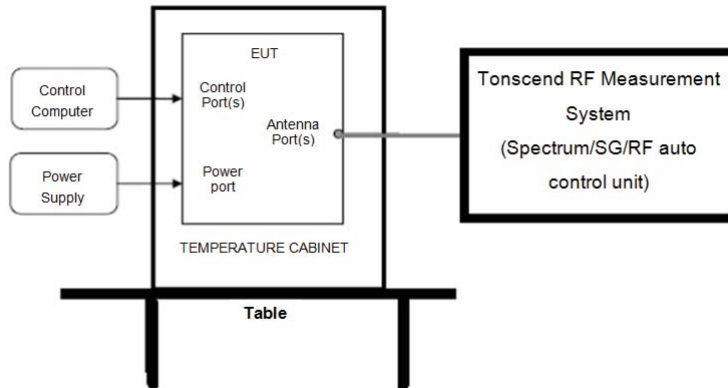 EUT
Control
Computer
Control
Port(s)
Antenna
Port(s)
Power
Supply
Power
port
TEMPERATURE CABINET
Table
Tonscend RF Measurement
System
(Spectrum/SG/RF auto
control unit)